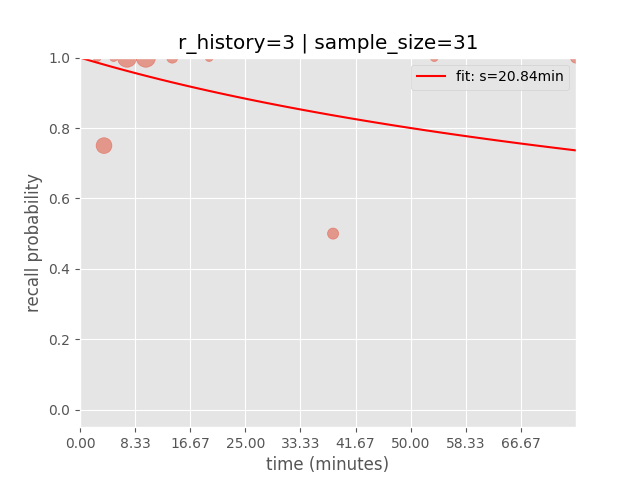 r_history=3 | sample_size=31
fit: s=20.84min
recall probability
1.0
0.8
0.6
0.4
0.2
0.0
0.00 8.33 16.67 25.00 33.33 41.67 50.00 58.33 66.67
time (minutes)